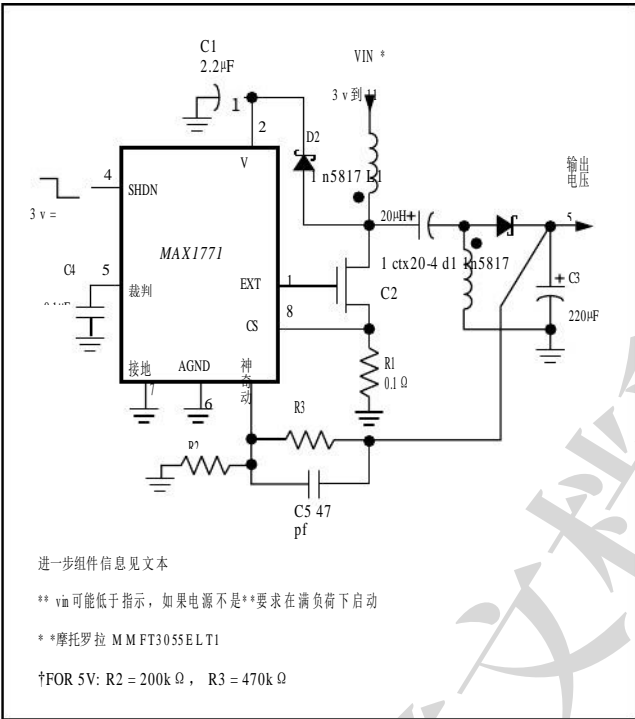 C1
2.2µF
VIN *
3 v到 11
1
2
D2
V
4
SHDN
3 v =
1 n5817 L1
输出
电压
MAX1771
20µH+
5
C4
5
裁判
EXT
1
1 ctx20-4 d1 1n5817
+
C3
C2
220µF
CS
8
接地
AGND
神奇动
R1
0.1 Ω
7
6
R3
R2
C5 47
pf
进一步组件信息见文本
** vin可能低于指示，如果电源不是**要求在满负荷下启动
* *摩托罗拉 M M FT3055E LT1
†FOR 5V: R2 = 200k Ω ， R3 = 470k Ω